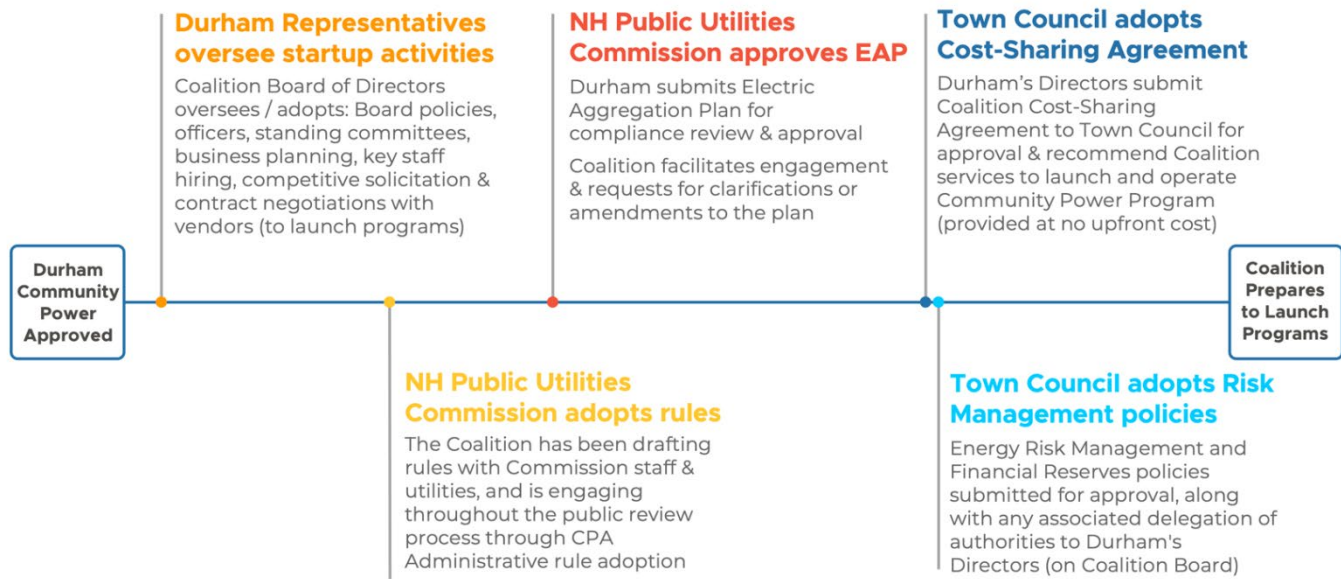 Durham Representatives
oversee startup activities
Coalition Board of Directors
oversees / adopts: Board policies,
officers, standing committees,
business planning, key staff
hiring, competitive solicitation &
contract negotiations with
vendors (to launch programs)
NH Public Utilities
Commission approves EAP
Durham submits Electric
Aggregation Plan for
compliance review & approval
Coalition facilitates engagement
& requests for clarifications or
amendments to the plan
Town Council adopts
Cost-Sharing Agreement
Durham’s Directors submit
Coalition Cost-Sharing
Agreement to Town Council for
approval & recommend Coalition
services to launch and operate
Community Power Program
(provided at no upfront cost)
Durham
Community
Power
Approved
Coalition
Prepares
to Launch
Programs
NH Public Utilities
Commission adopts rules
The Coalition has been drafting
rules with Commission staff &
utilities, and is engaging
throughout the public review
process through CPA
Administrative rule adoption
Town Council adopts Risk
Management policies
Energy Risk Management and
Financial Reserves policies
submitted for approval, along
with any associated delegation of
authorities to Durham's
Directors (on Coalition Board)